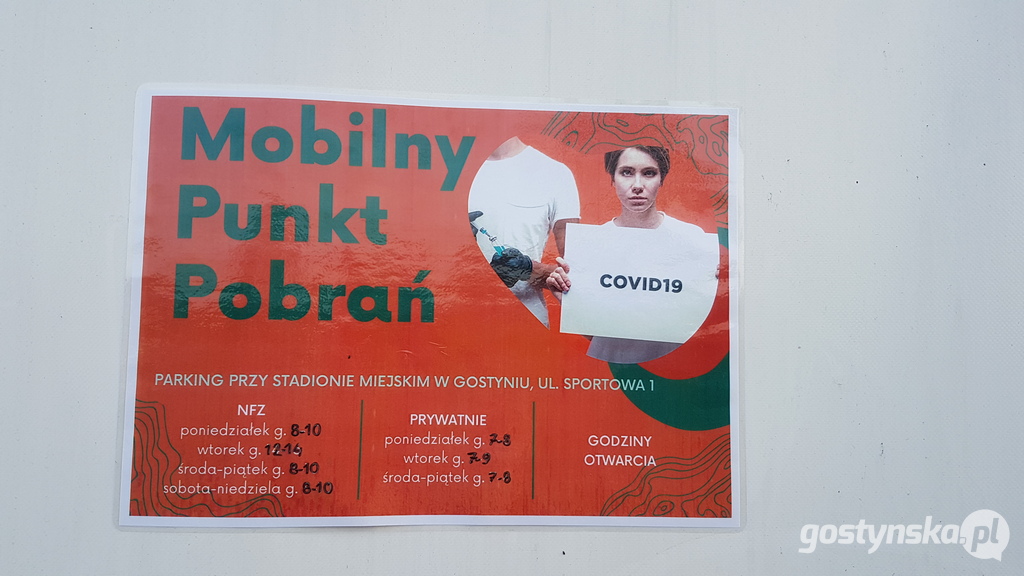 Mobilny
Punkt
Pobrań
COVID19
PARKING PRZY STADIONIE MIEJSKIM W GOSTYNIU, UL. SPORTOWA 1
NFZ
poniedziałek g. 8-10
wtorek g. 12-14
środa-piątek g. 8-10
sobota-niedziela g. 8-10
PRYWATNIE
poniedziałek g. 7-8
wtorek g. 7-9
środa-piątek g. 7-8
GODZINY
OTWARCIA
gostynska.pl